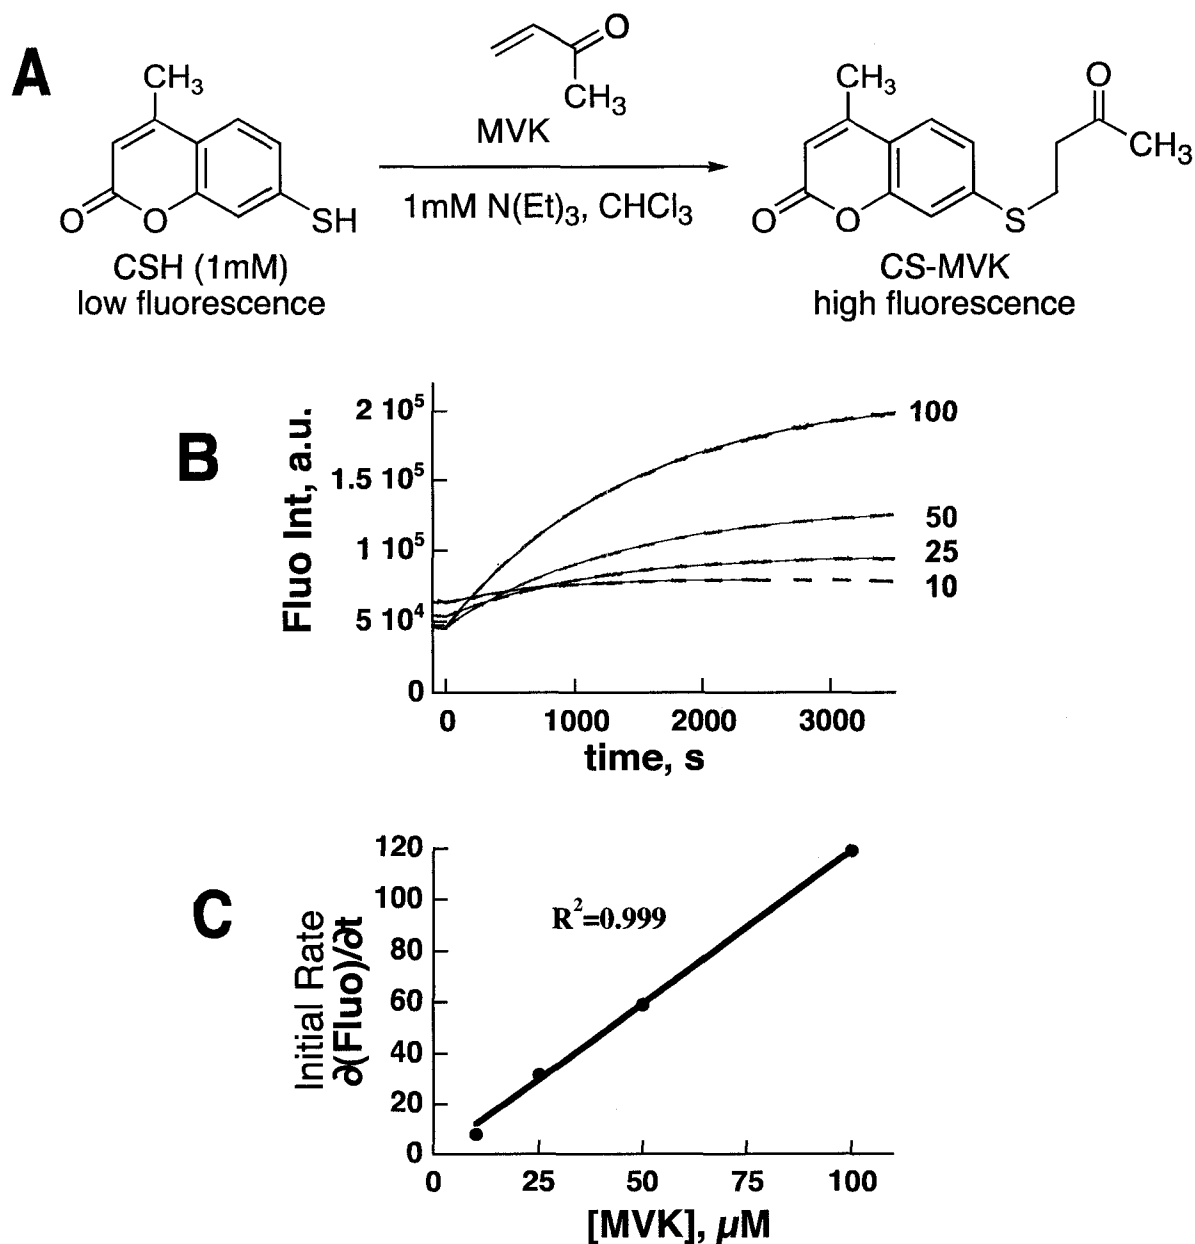 A
CH3
O
O
SH
CSH (1mM)
low fluorescence
O
CH3
MVK
1mM N(Et)3, CHCl3
CH3
O
O
S
O
CH3
CS-MVK
high fluorescence
B
Fluo Int, a.u.
2 10^5
1.5 10^5
1 10^5
5 10^4
0
100
50
25
10
0 1000 2000 3000
time, s
C
Initial Rate
∂(Fluo)/∂t
120
100
80
60
40
20
0
R^2=0.999
0 25 50 75 100
[MVK], μM